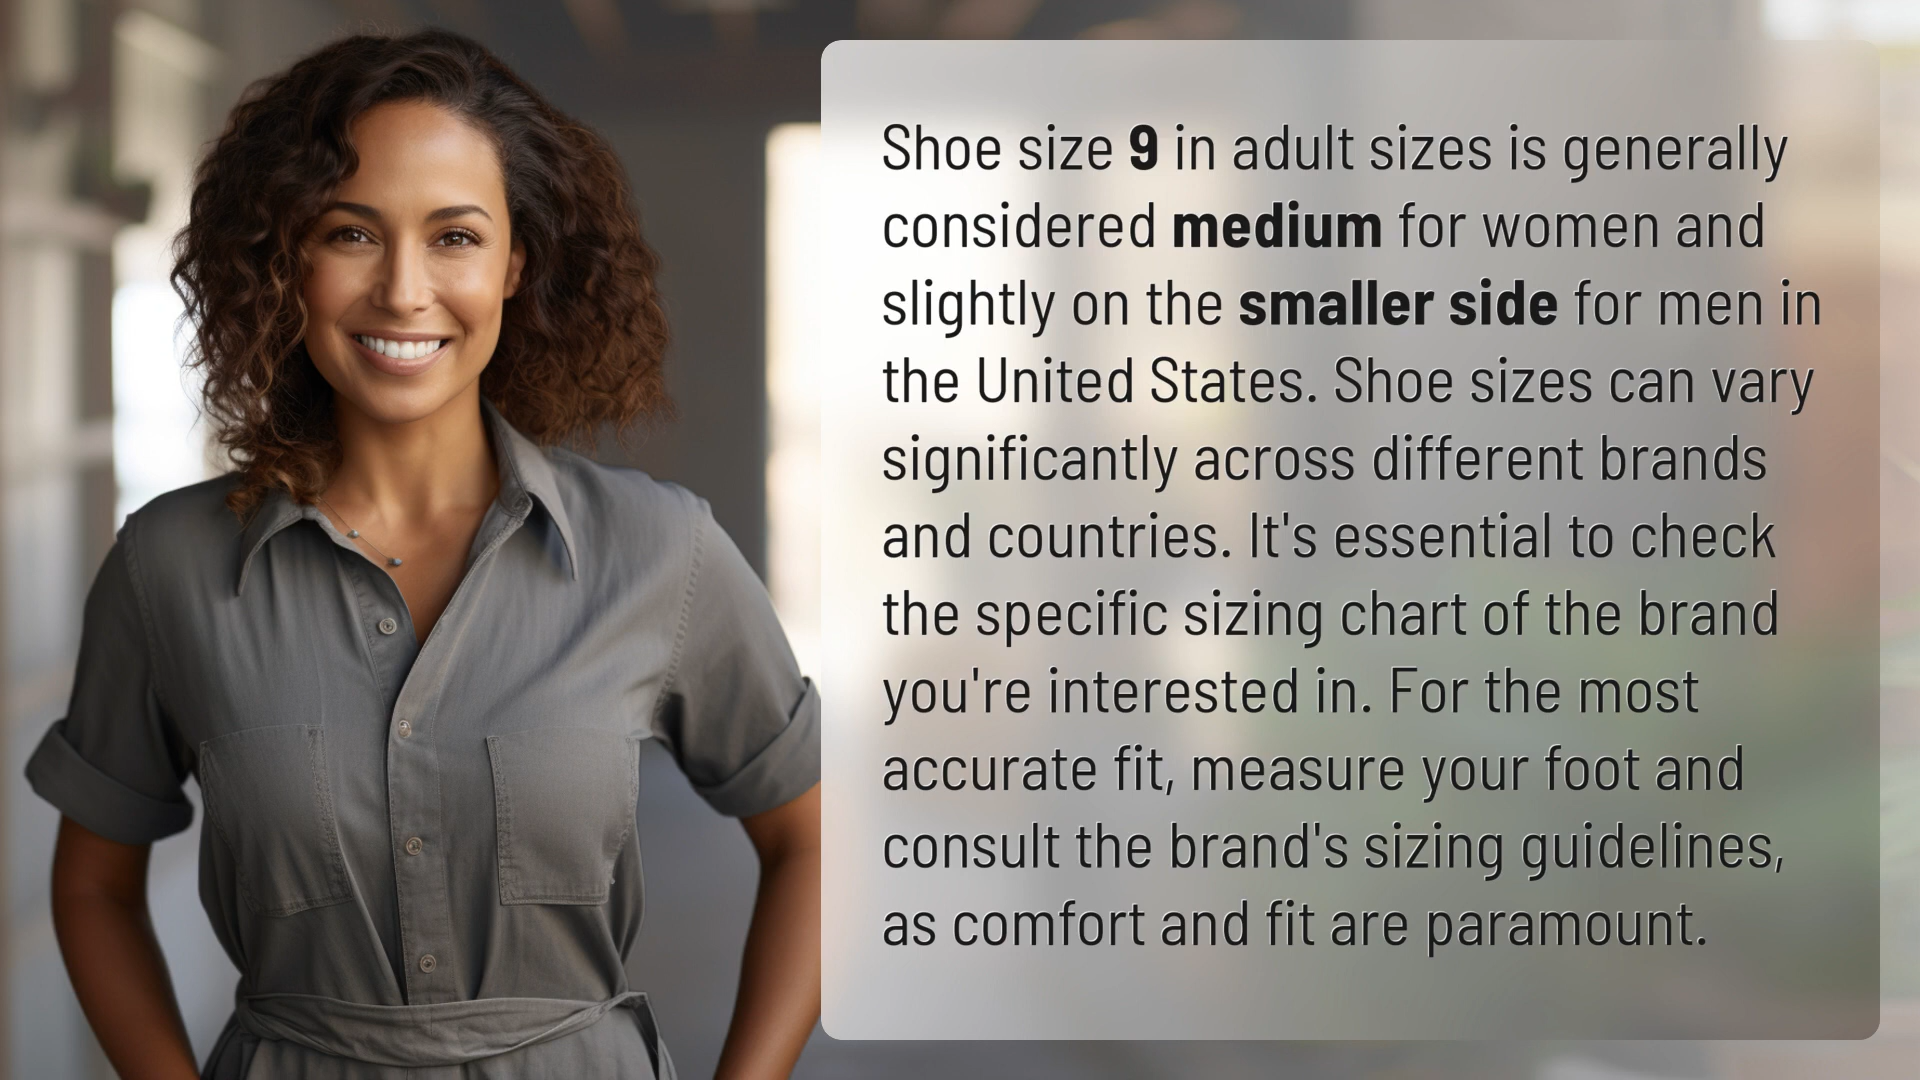 Shoe size 9 in adult sizes is generally
considered medium for women and
slightly on the smaller side for men in
the United States. Shoe sizes can vary
significantly across different brands
and countries. It's essential to check
the specific sizing chart of the brand
you're interested in. For the most
accurate fit, measure your foot and
consult the brand's sizing guidelines,
as comfort and fit are paramount.